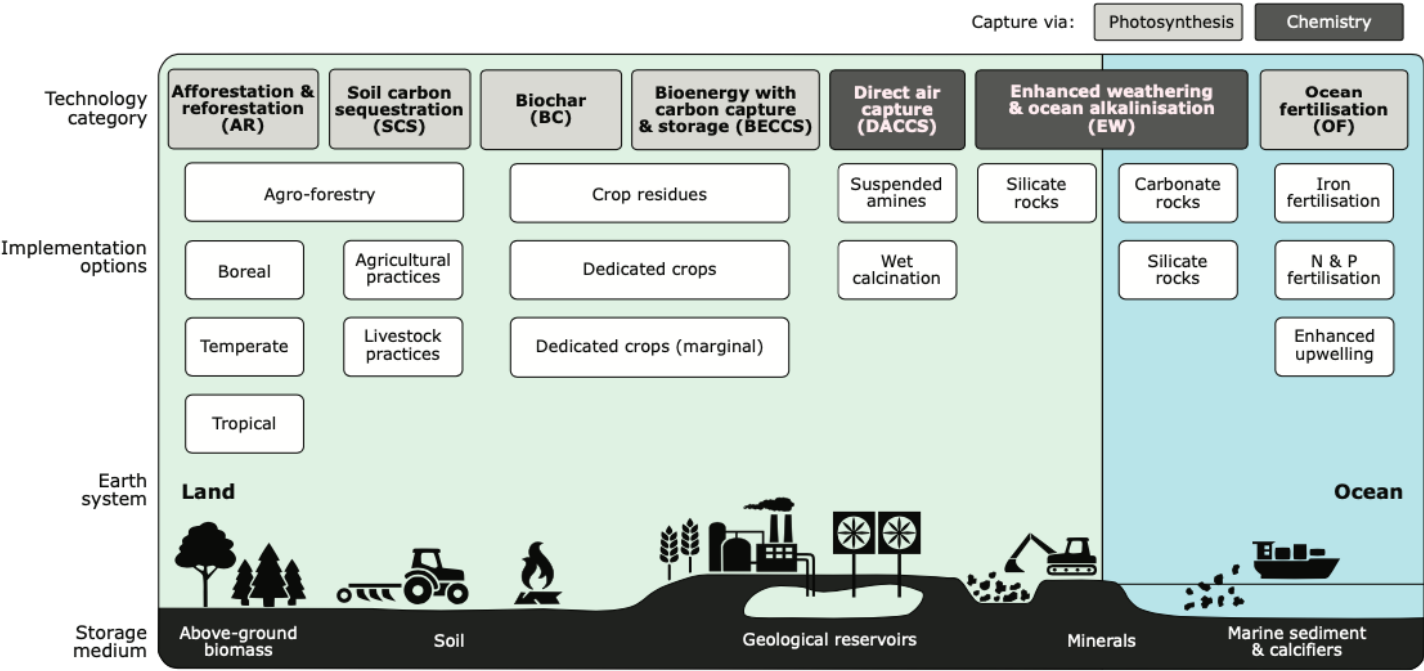 Capture via: Photosynthesis Chemistry
Technology
category
Afforestation &
reforestation
(AR)
Soil carbon
sequestration
(SCS)
Biochar
(BC)
Bioenergy with
carbon capture
& storage (BECCS)
Direct air
capture
(DACCS)
Enhanced weathering
& ocean alkalinisation
(EW)
Ocean
fertilisation
(OF)
Implementation
options
Agro-forestry
Crop residues
Suspended
amines
Silicate
rocks
Carbonate
rocks
Iron
fertilisation
Boreal
Agricultural
practices
Dedicated crops
Wet
calcination
Silicate
rocks
N & P
fertilisation
Temperate
Livestock
practices
Dedicated crops (marginal)
Enhanced
upwelling
Tropical
Earth
system
Land
Ocean
Storage
medium
Above-ground
biomass
Soil
Geological reservoirs
Minerals
Marine sediment
& calcifiers